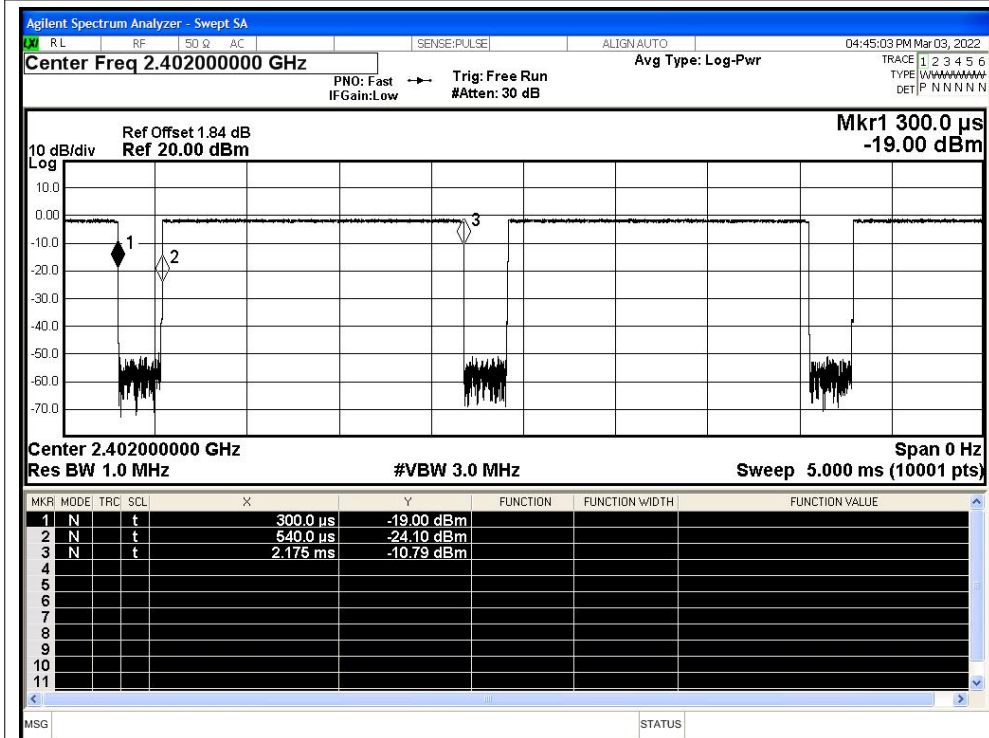 Agilent Spectrum Analyzer - Swept SA
LXI RL RF 50 Ω AC SENSE:PULSE ALIGN AUTO 04:45:03 PM Mar 03, 2022
Center Freq 2.402000000 GHz Avg Type: Log-Pwr TRACE 1 2 3 4 5 6
PNO: Fast Trig: Free Run TYPE WWWWWW
IFGain:Low #Atten: 30 dB DET P N N N N N
Mkr1 300.0 µs
Ref Offset 1.84 dB
10 dB/div Ref 20.00 dBm -19.00 dBm
Log
10.0
0.00
-10.0
-20.0
-30.0
-40.0
-50.0
-60.0
-70.0
1
2
3
Center 2.402000000 GHz Span 0 Hz
Res BW 1.0 MHz #VBW 3.0 MHz Sweep 5.000 ms (10001 pts)
MKR MODE TRC SCL X Y FUNCTION FUNCTION WIDTH FUNCTION VALUE
1 N t 300.0 µs -19.00 dBm
2 N t 540.0 µs -24.10 dBm
3 N t 2.175 ms -10.79 dBm
4
5
6
7
8
9
10
11
MSG STATUS